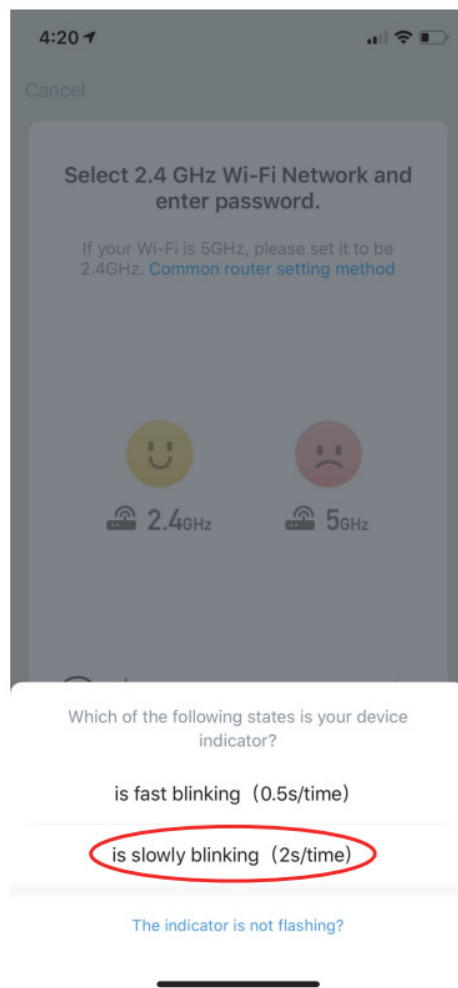 4:20
Cancel
Select 2.4 GHz Wi-Fi Network and
enter password.
If your Wi-Fi is 5GHz, please set it to be
2.4GHz. Common router setting method
2.4GHz
5GHz
Which of the following states is your device
indicator?
is fast blinking（0.5s/time）
is slowly blinking（2s/time）
The indicator is not flashing?